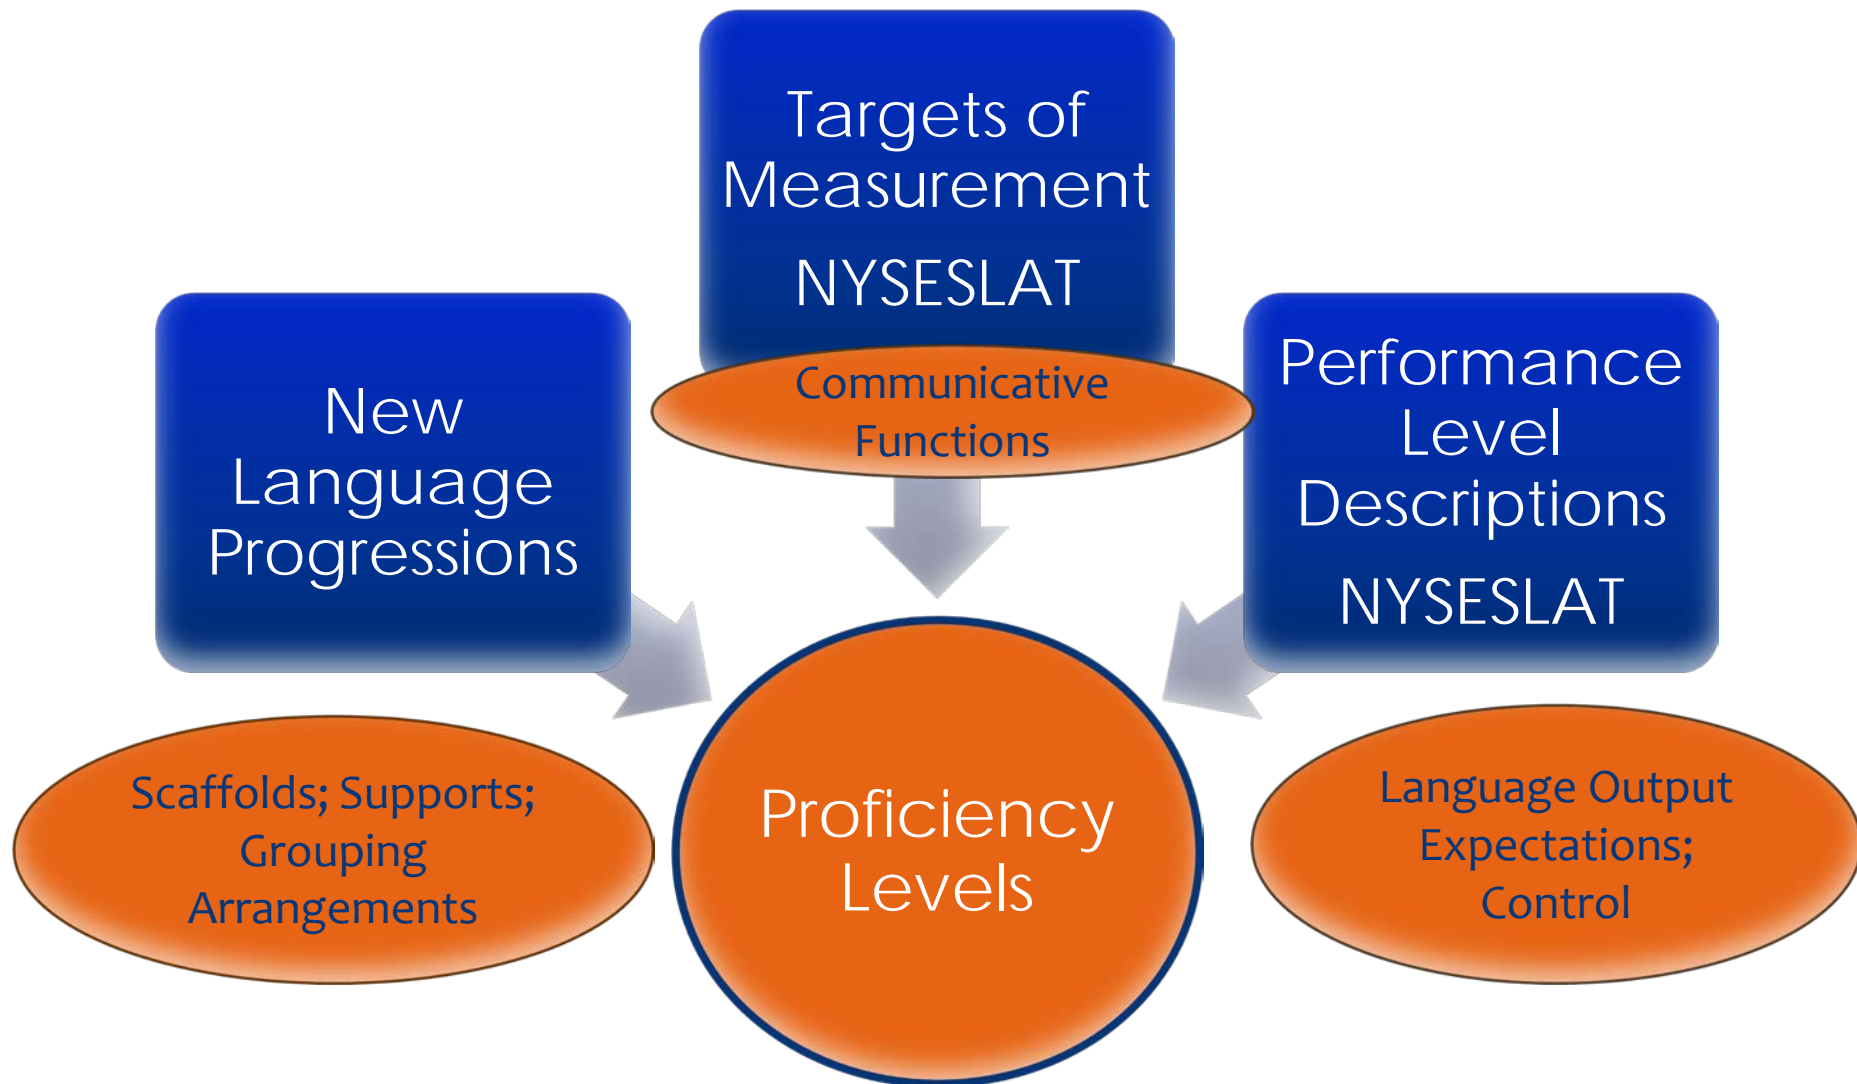 Targets of
Measurement
NYSESLAT
Communicative
Functions
New
Language
Progressions
Performance
Level
Descriptions
NYSESLAT
Scaffolds; Supports;
Grouping
Arrangements
Proficiency
Levels
Language Output
Expectations;
Control